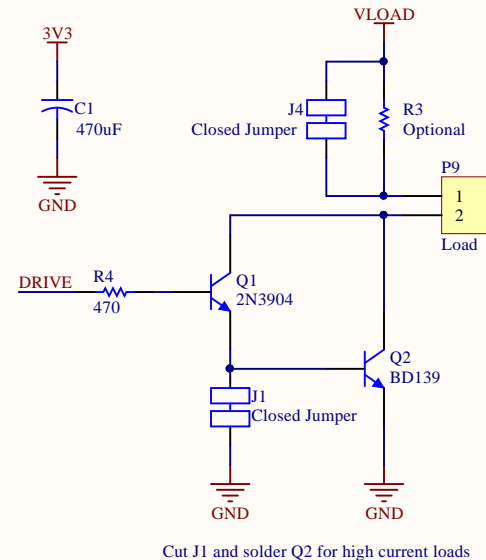 VLOAD
3V3
C1
470uF
GND
J4
Closed Jumper
R3
Optional
P9
1
2
Load
DRIVE
R4
470
Q1
2N3904
Q2
BD139
J1
Closed Jumper
GND
GND
Cut J1 and solder Q2 for high current loads